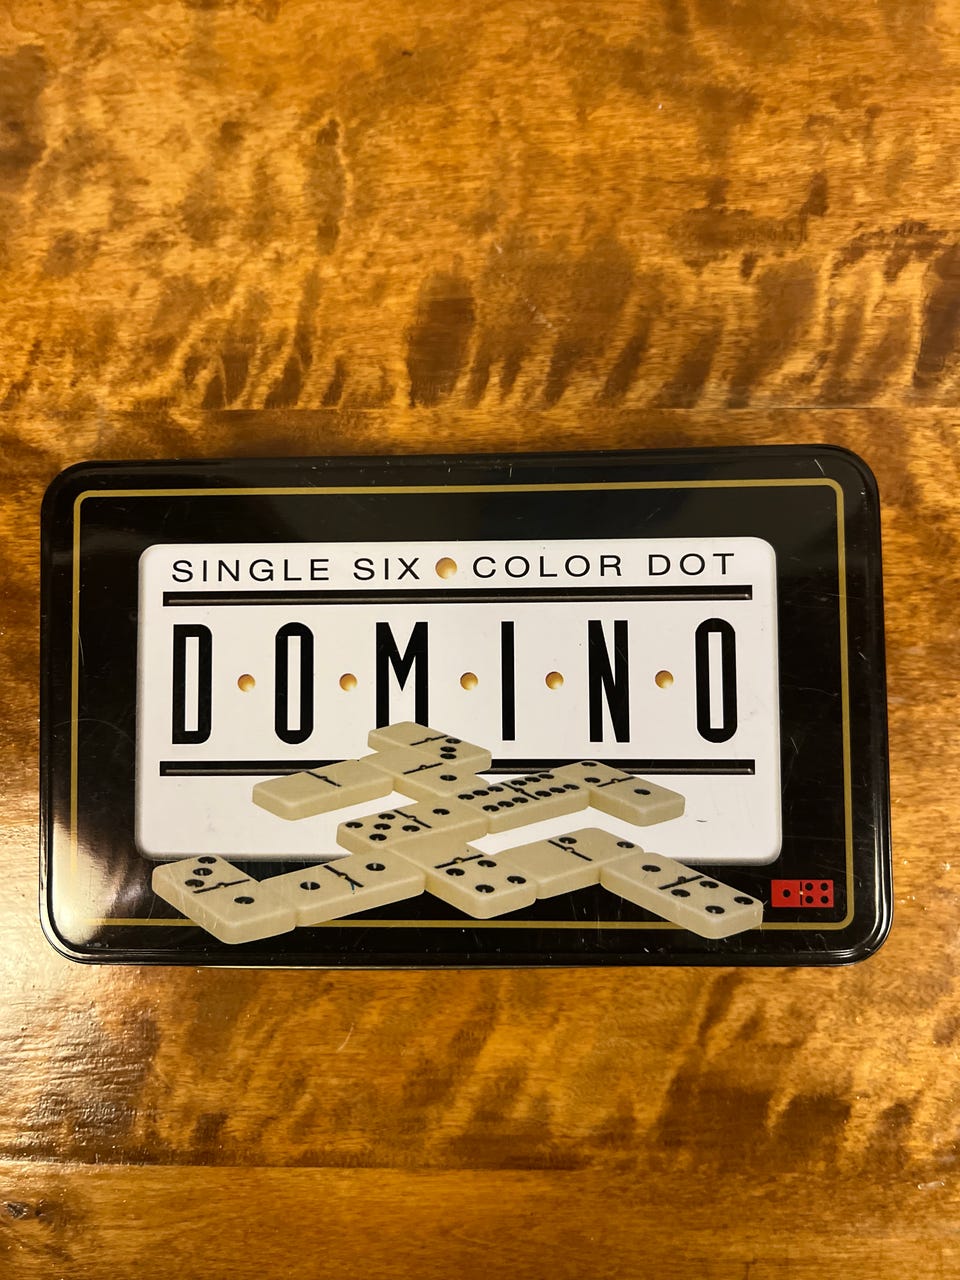 SINGLE SIX • COLOR DOT
D•O•M•I•N•O